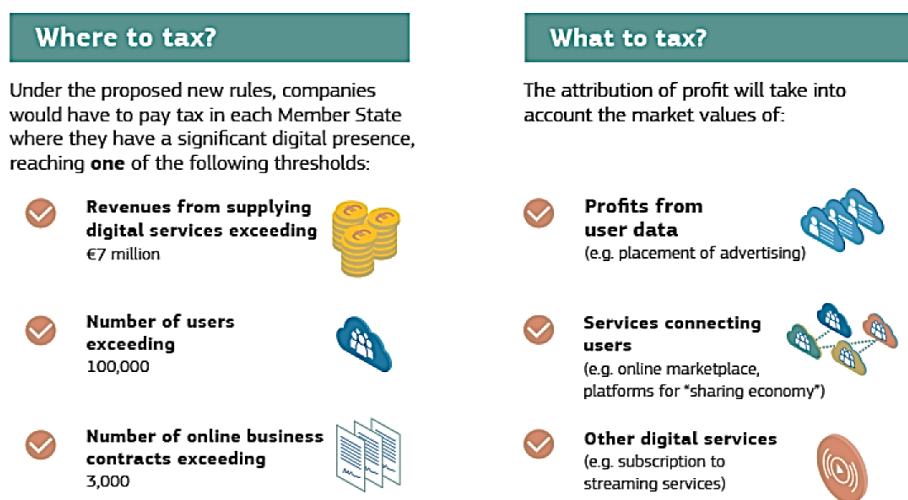 Where to tax?
Under the proposed new rules, companies
would have to pay tax in each Member State
where they have a significant digital presence,
reaching one of the following thresholds:
Revenues from supplying
digital services exceeding
€7 million
Number of users
exceeding
100,000
Number of online business
contracts exceeding
3,000
What to tax?
The attribution of profit will take into
account the market values of:
Profits from
user data
(e.g. placement of advertising)
Services connecting
users
(e.g. online marketplace,
platforms for “sharing economy”)
Other digital services
(e.g. subscription to
streaming services)